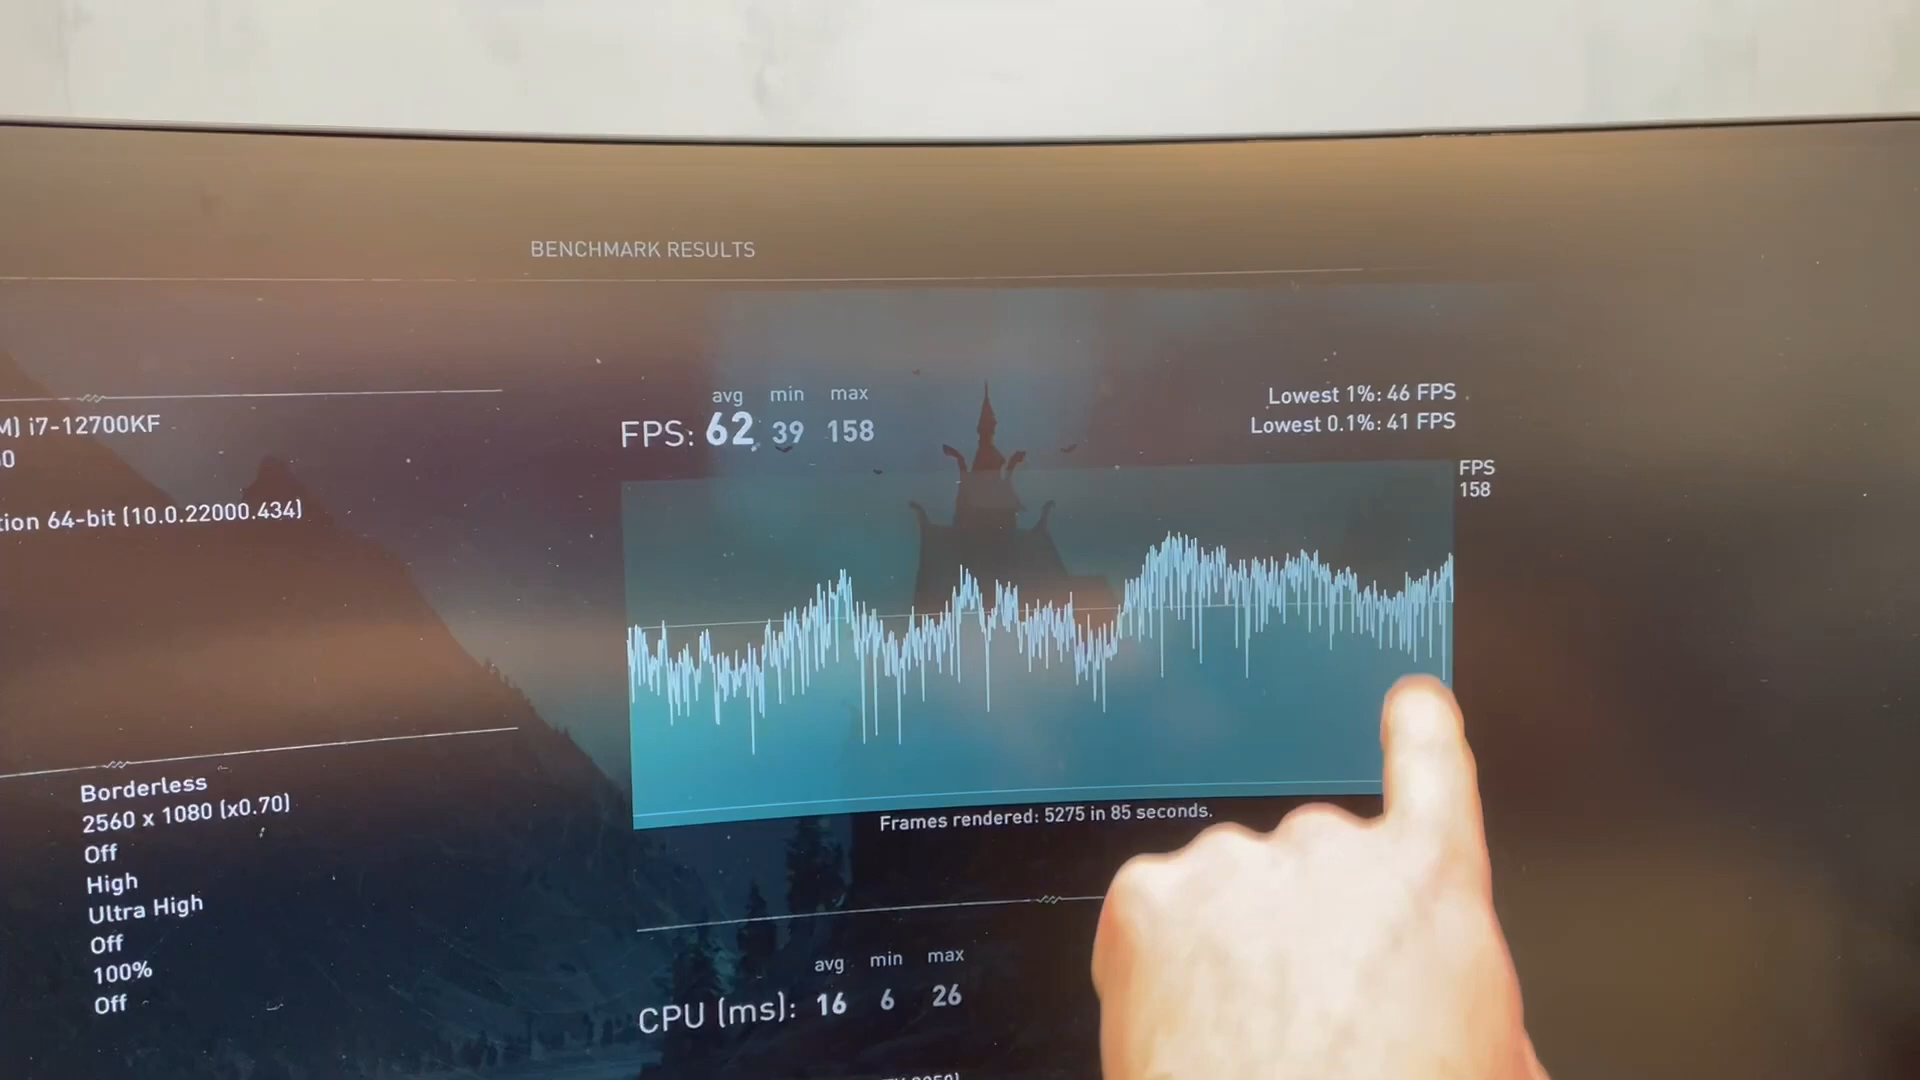 BENCHMARK RESULTS
M) i7-12700KF
tion 64-bit (10.0.22000.434)
avg min max
FPS: 62 39 158
Lowest 1%: 46 FPS
Lowest 0.1%: 41 FPS
FPS
158
Frames rendered: 5275 in 85 seconds.
Borderless
2560 x 1080 (x0.70)
Off
High
Ultra High
Off
100%
Off
avg min max
CPU (ms): 16 6 26